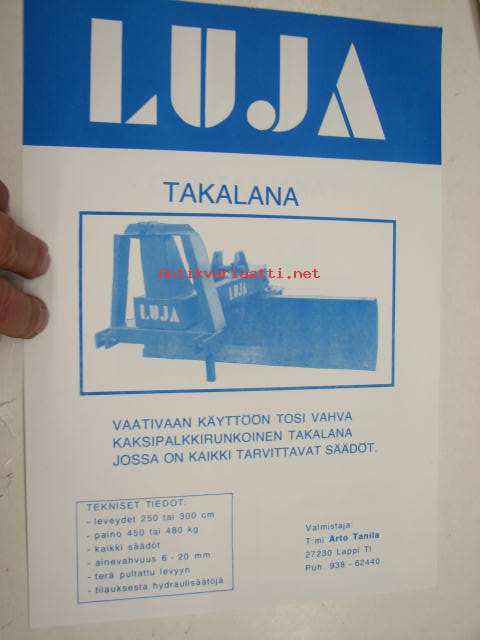 LUJA
TAKALANA
antikvariaatti.net
LUJA
LUJA
VAATIVAAN KÄYTTÖÖN TOSI VAHVA
KAKSIPALKKIRUNKOINEN TAKALANA
JOSSA ON KAIKKI TARVITTAVAT SÄÄDÖT.
TEKNISET TIEDOT:
- leveydet 250 tai 300 cm
- paino 450 tai 480 kg
- kaikki säädöt
- ainevahvuus 6 - 20 mm
- terä pultattu levyyn
- tilauksesta hydraulisäätöjä
Valmistaja:
T:mi Arto Tanila
27230 Lappi Tl
Puh. 938 - 62440